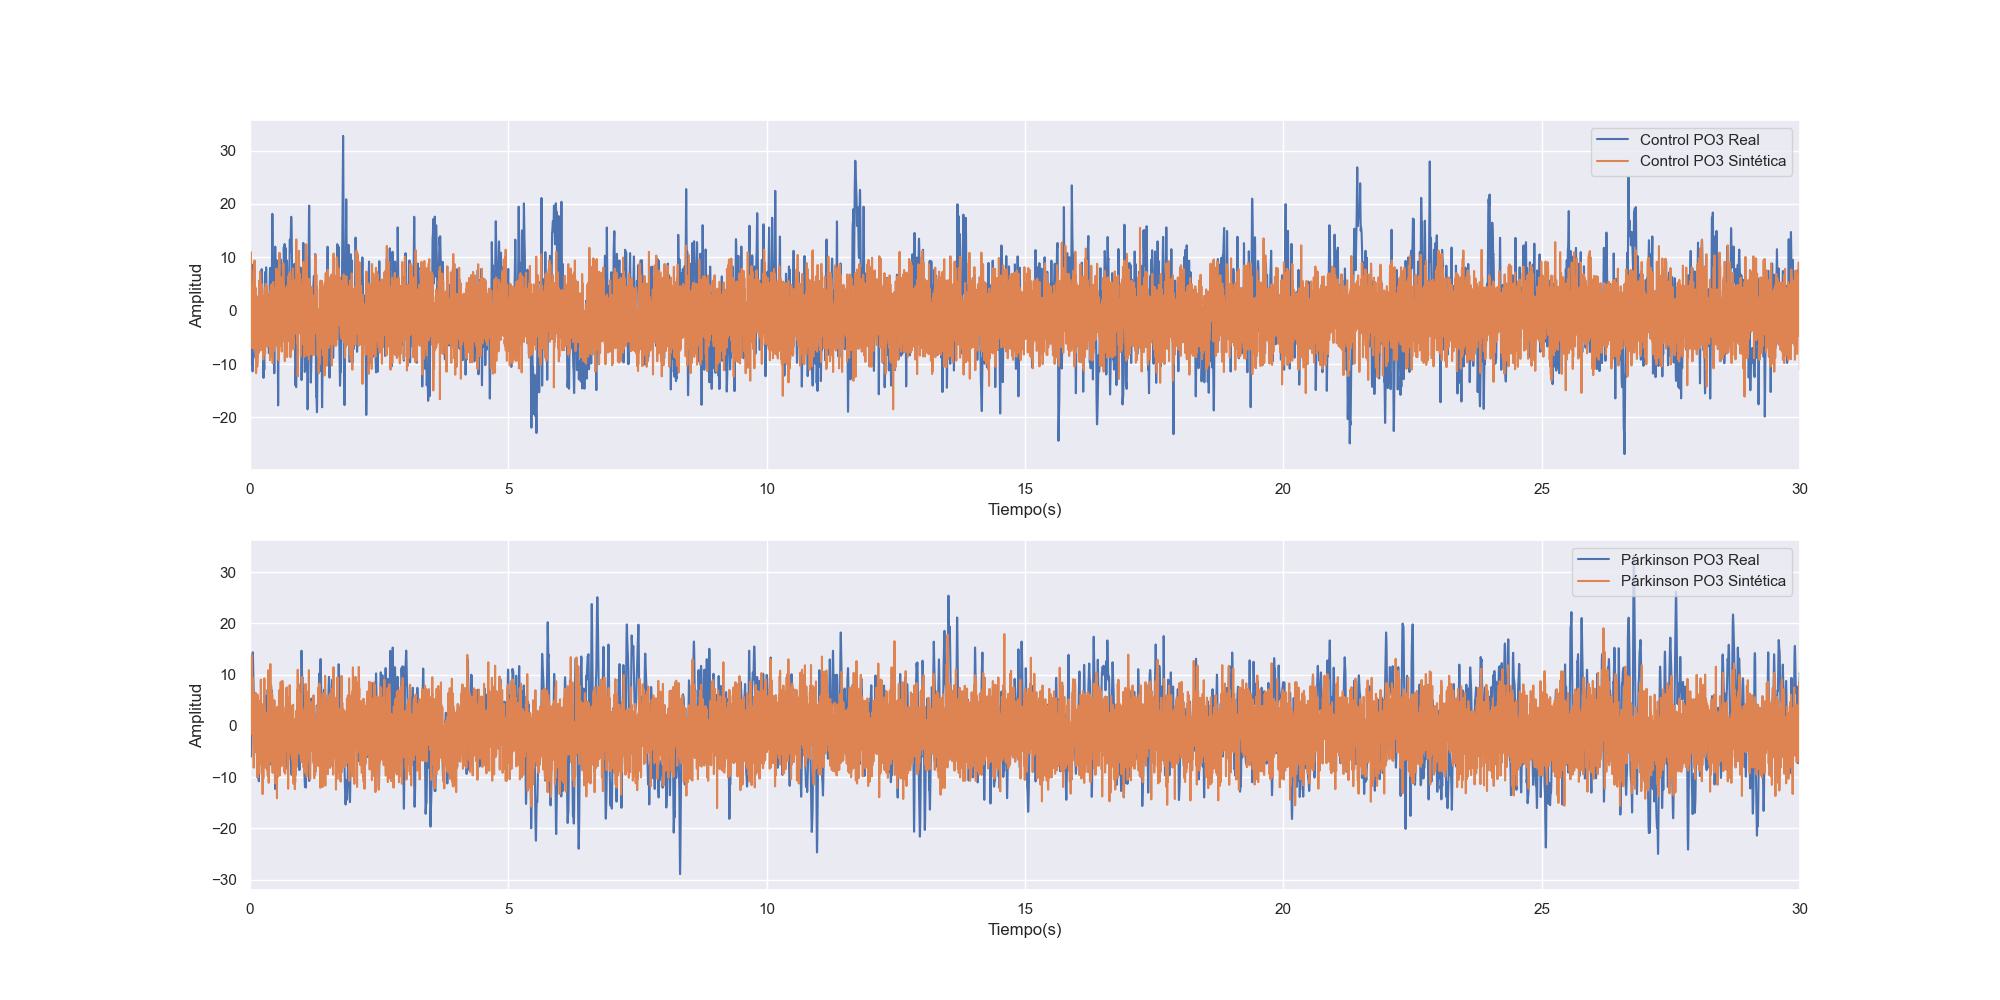 30
20
10
0
−10
−20
Amplitud
Control PO3 Real
Control PO3 Sintética
0 5 10 15 20 25 30
Tiempo(s)
30
20
10
0
−10
−20
−30
Amplitud
Párkinson PO3 Real
Párkinson PO3 Sintética
0 5 10 15 20 25 30
Tiempo(s)